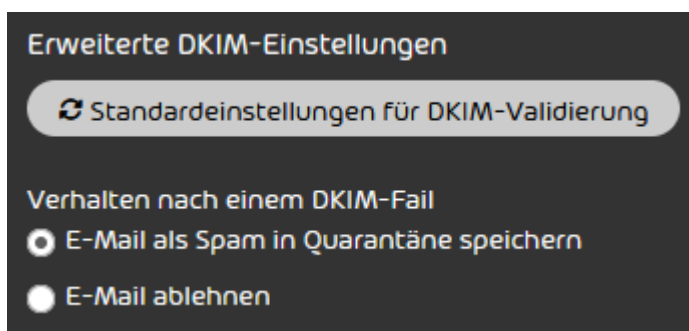 Erweiterte DKIM-Einstellungen
Standardeinstellungen für DKIM-Validierung
Verhalten nach einem DKIM-Fail
E-Mail als Spam in Quarantäne speichern
E-Mail ablehnen